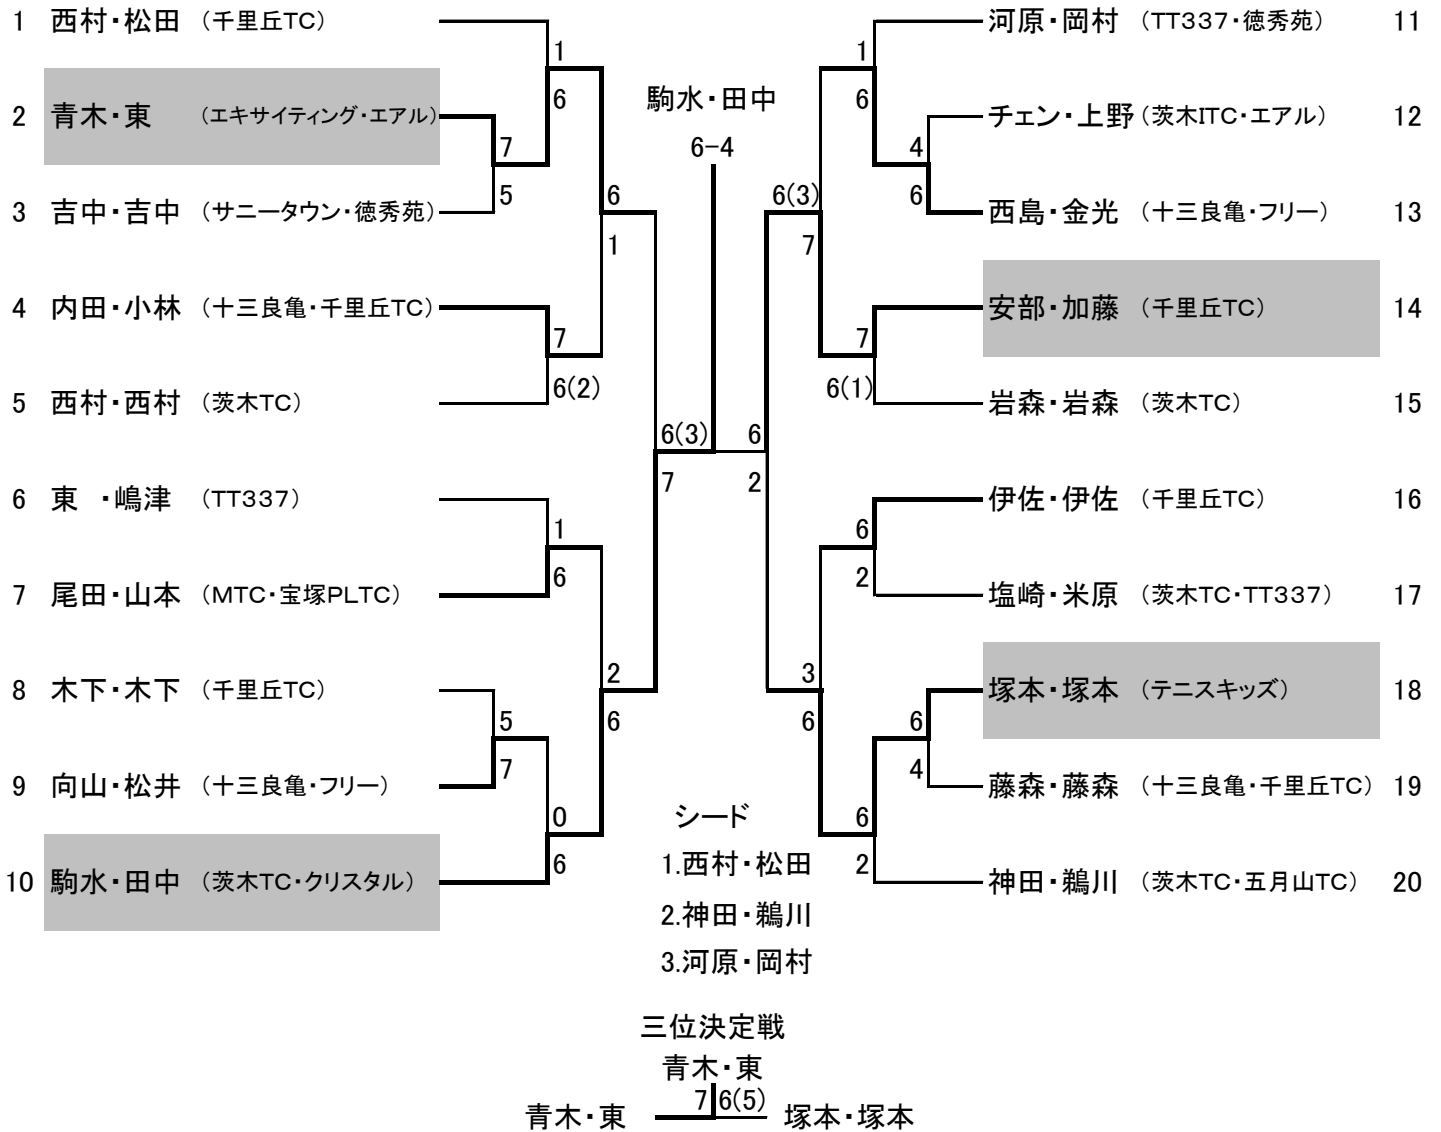 1 西村・松田 (千里丘TC)
2 青木・東 (エキサイティング・エアル)
3 吉中・吉中 (サニータウン・徳秀苑)
4 内田・小林 (十三良亀・千里丘TC)
5 西村・西村 (茨木TC)
6 東 ・嶋津 (TT337)
7 尾田・山本 (MTC・宝塚PLTC)
8 木下・木下 (千里丘TC)
9 向山・松井 (十三良亀・フリー)
10 駒水・田中 (茨木TC・クリスタル)
1
6
7
5
6
1
7
6(2)
1
6
2
6
5
7
0
6
6(3)
7
駒水・田中
6-4
6
2
6(3)
7
1
6
4
6
7
6(1)
6
2
3
6
6
4
6
2
河原・岡村 (TT337・徳秀苑) 11
チェン・上野 (茨木ITC・エアル) 12
西島・金光 (十三良亀・フリー) 13
安部・加藤 (千里丘TC) 14
岩森・岩森 (茨木TC) 15
伊佐・伊佐 (千里丘TC) 16
塩崎・米原 (茨木TC・TT337) 17
塚本・塚本 (テニスキッズ) 18
藤森・藤森 (十三良亀・千里丘TC) 19
神田・鵜川 (茨木TC・五月山TC) 20
シード
1.西村・松田
2.神田・鵜川
3.河原・岡村
三位決定戦
青木・東
7 6(5)
青木・東 塚本・塚本